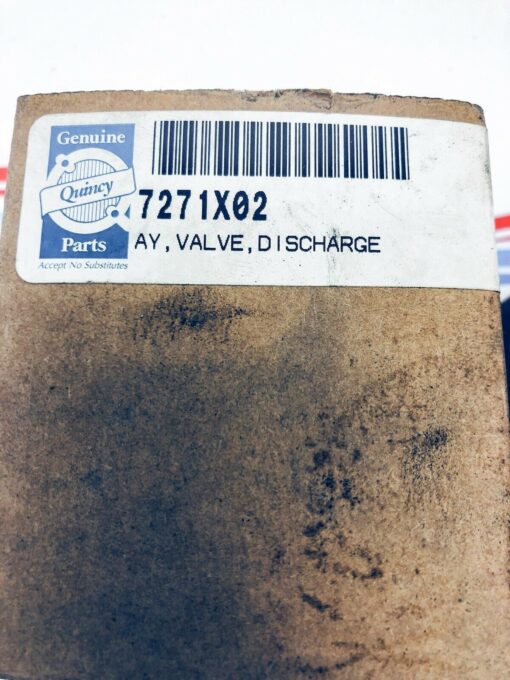 Genuine
Quincy
Parts
Accept No Substitutes
7271X02
AY,VALVE,DISCHARGE